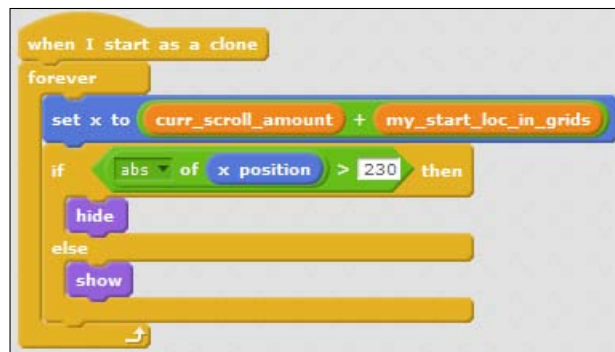 when I start as a clone
forever
set x to curr_scroll_amount + my_start_loc_in_grids
if abs of x position > 230 then
hide
else
show